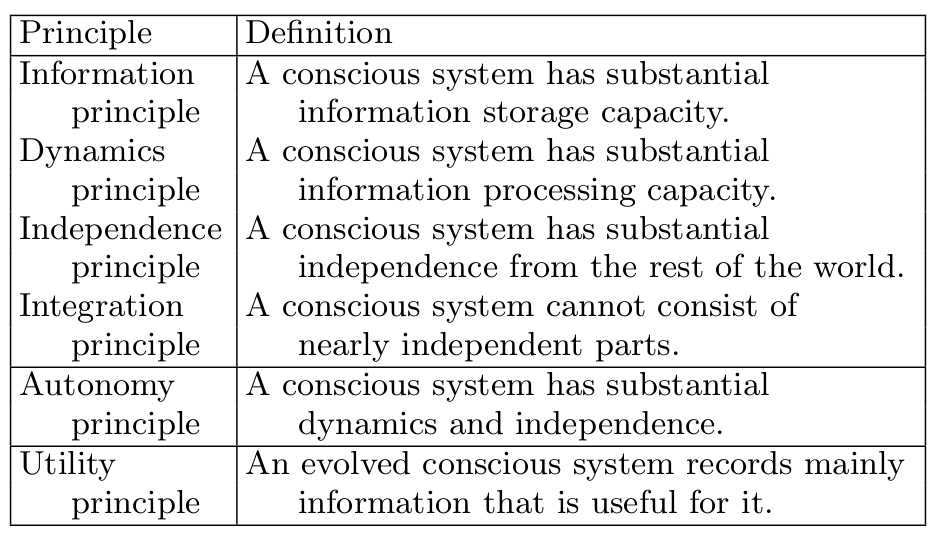 Principle Definition
Information A conscious system has substantial
principle information storage capacity.
Dynamics A conscious system has substantial
principle information processing capacity.
Independence A conscious system has substantial
principle independence from the rest of the world.
Integration A conscious system cannot consist of
principle nearly independent parts.
Autonomy A conscious system has substantial
principle dynamics and independence.
Utility An evolved conscious system records mainly
principle information that is useful for it.